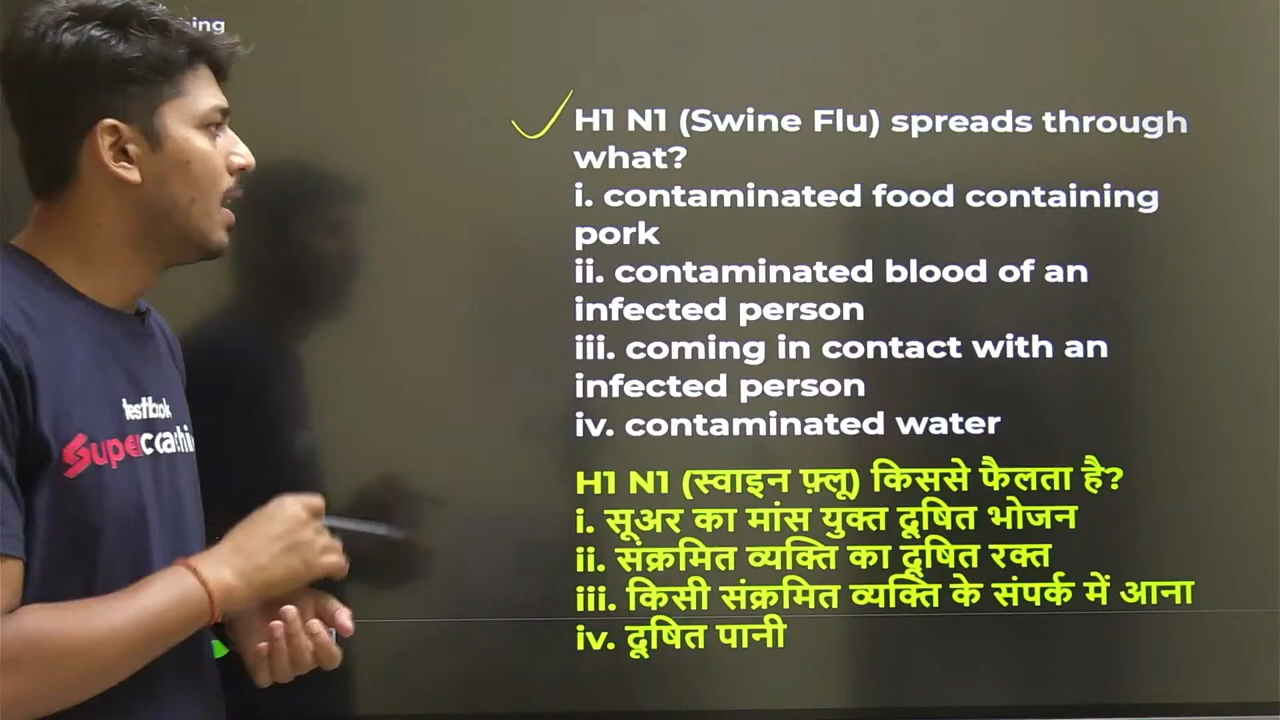 H1 N1 (Swine Flu) spreads through
what?
i. contaminated food containing
pork
ii. contaminated blood of an
infected person
iii. coming in contact with an
infected person
iv. contaminated water
H1 N1 (स्वाइन फ़्लू) किससे फैलता है?
i. सूअर का मांस युक्त दूषित भोजन
ii. संक्रमित व्यक्ति का दूषित रक्त
iii. किसी संक्रमित व्यक्ति के संपर्क में आना
iv. दूषित पानी
testbook